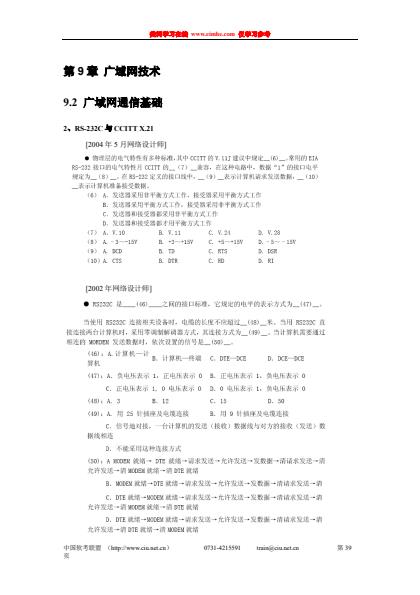 我们学习在线 www.cimhe.com 仅学习参考
第 9 章 广域网技术
9.2 广域网通信基础
2、RS-232C 与 CCITT X.21
[2004 年 5 月网络设计师]
● 物理层的电气特性有多种标准,其中 CCITT 的 V.11J 建议中规定__(6)__,常用的 EIA
RS-232 接口的电气特性月 CCITT 的__(7)__兼容，在这种电路中，数据 "1" 的接口电平
规定为__(8)__，在 RS-232 定义的接口线中，__(9)__表示计算机请求发送数据，__(10)
__表示计算机准备接受数据。
(6) A. 发送器采用非平衡方式工作，接受器采用平衡方式工作
B. 发送器采用平衡方式工作，接受器采用非平衡方式工作
C. 发送器和接受器都采用非平衡方式工作
D. 发送器和接受器都才用平衡方式工作
(7) A. V.10 B. V.11 C. V.24 D. V.28
(8) A.﹣3~﹣15V B. +3~+15V C. +5~+15V D.﹣5~﹣15V
(9) A. DCD B. TD C. RTS D. DSR
(10)A. CTS B. DTR C. RD D. RI
[2002 年网络设计师]
● RS232C 是____(46)____之间的接口标准，它规定的电平的表示方式为__(47)__。
当使用 RS232C 连接相关设备时，电缆的长度不应超过__(48)__米。当用 RS232C 直
接连接两台计算机时，采用零调制解调器方式，其连接方式为__(49)__。当计算机需要通过
相连的 MORDEN 发送数据时，依次设置的信号是__(50)__。
(46)：A.计算机—计算机 B. 计算机—终端 C. DTE—DCE D. DCE—DCE
(47)：A. 负电压表示 1，正电压表示 0 B. 正电压表示 1，负电压表示 0
C. 正电压表示 1, 0 电压表示 0 D. 0 电压表示 1，负电压表示 0
(48)：A. 3 B. 12 C. 15 D. 50
(49)：A. 用 25 针插座及电缆连接 B. 用 9 针插座及电缆连接
C. 信号地对接，一台计算机的发送（接收）数据线与对方的接收（发送）数
据线相连
D. 不能采用这种连接方式
(50)：A MODEM 就绪→ DTE 就绪→请求发送→允许发送→发数据→清请求发送→清
允许发送→清 MODEM 就绪→清 DTE 就绪
B. MODEM 就绪→DTE 就绪→请求发送→允许发送→发数据→清请求发送→清
C. DTE 就绪→MODEM 就绪→请求发送→允许发送→发数据→清请求发送→清
允许发送→清 MODEM 就绪→清 DTE 就绪
D. DTE 就绪→MODEM 就绪→请求发送→允许发送→发数据→清请求发送→清
允许发送→清 DTE 就绪→清 MODEM 就绪
中国软考联盟 （http://www.ciu.net.cn） 0731-4215591 train@ciu.net.cn 第 39
页